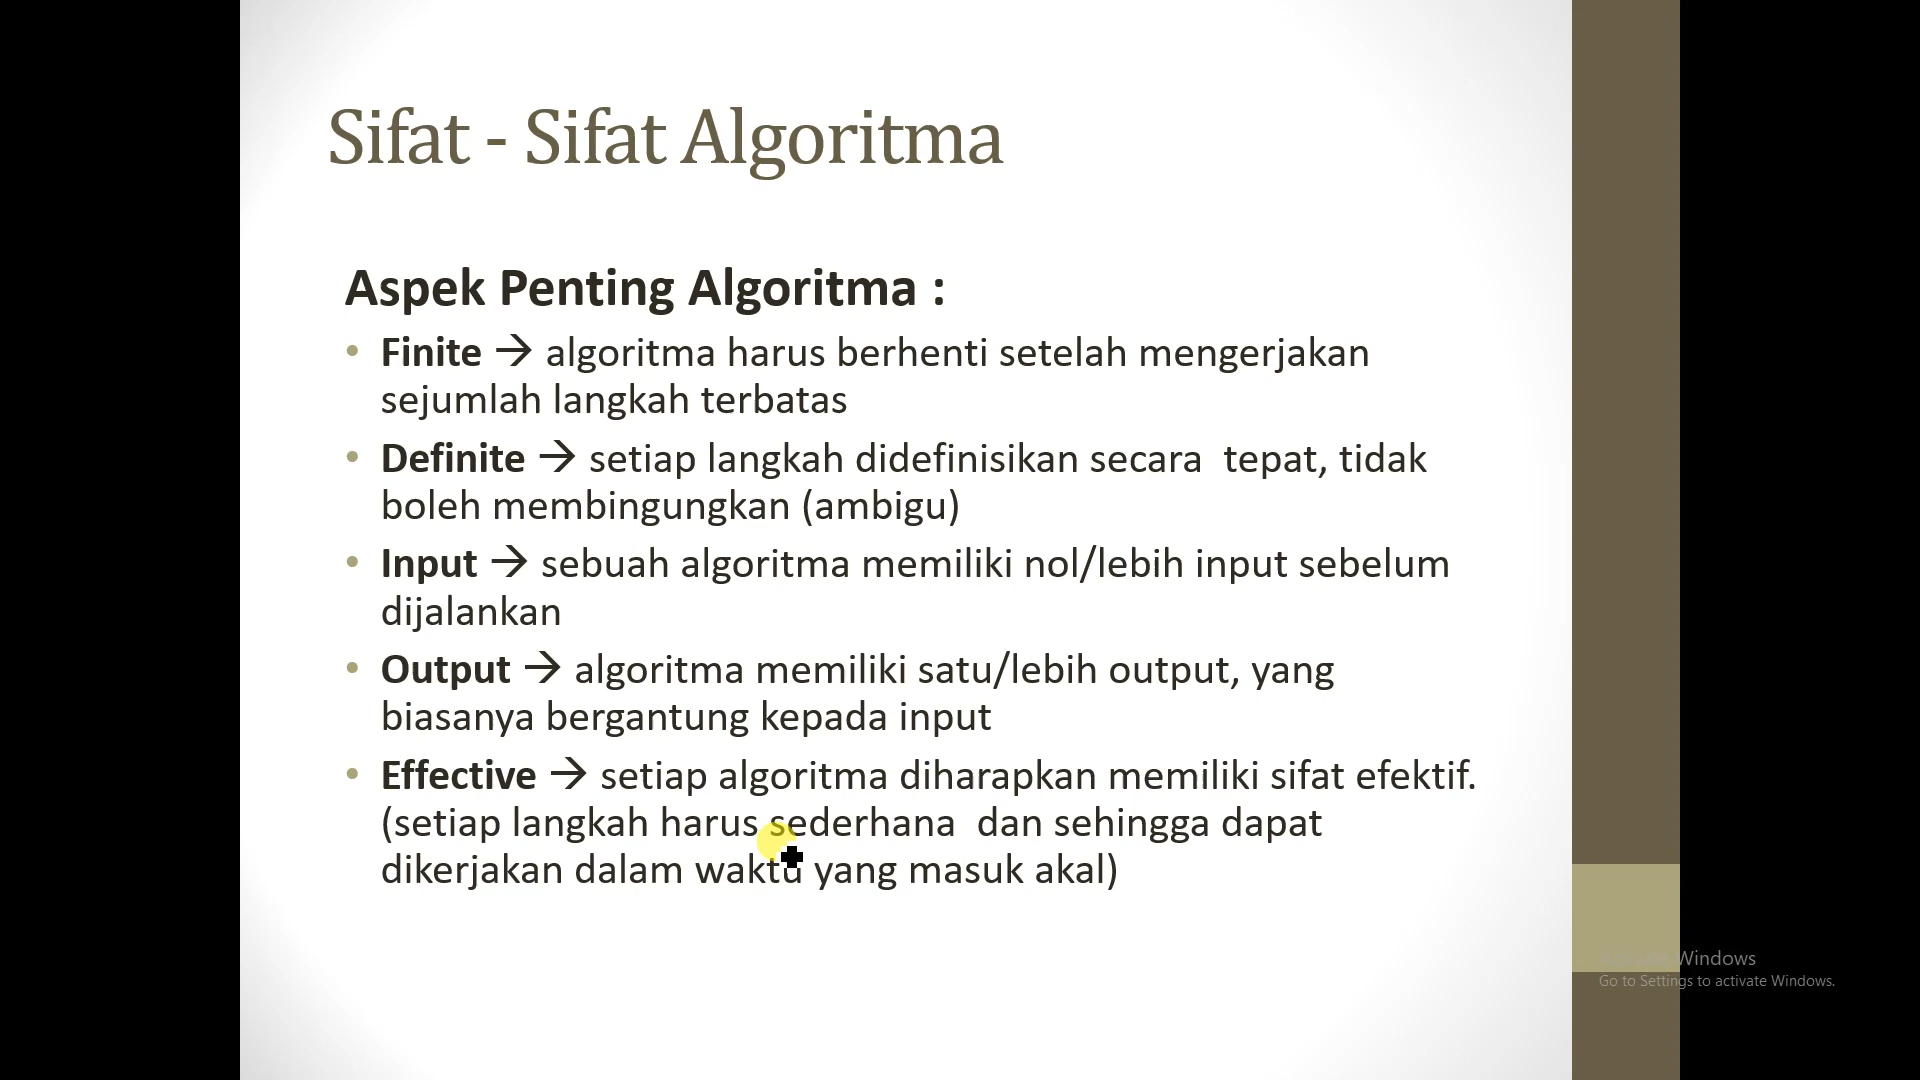 Sifat - Sifat Algoritma
Aspek Penting Algoritma :
• Finite → algoritma harus berhenti setelah mengerjakan
sejumlah langkah terbatas
• Definite → setiap langkah didefinisikan secara  tepat, tidak
boleh membingungkan (ambigu)
• Input → sebuah algoritma memiliki nol/lebih input sebelum
dijalankan
• Output → algoritma memiliki satu/lebih output, yang
biasanya bergantung kepada input
• Effective → setiap algoritma diharapkan memiliki sifat efektif.
(setiap langkah harus sederhana  dan sehingga dapat
dikerjakan dalam waktu yang masuk akal)
Windows
Go to Settings to activate Windows.